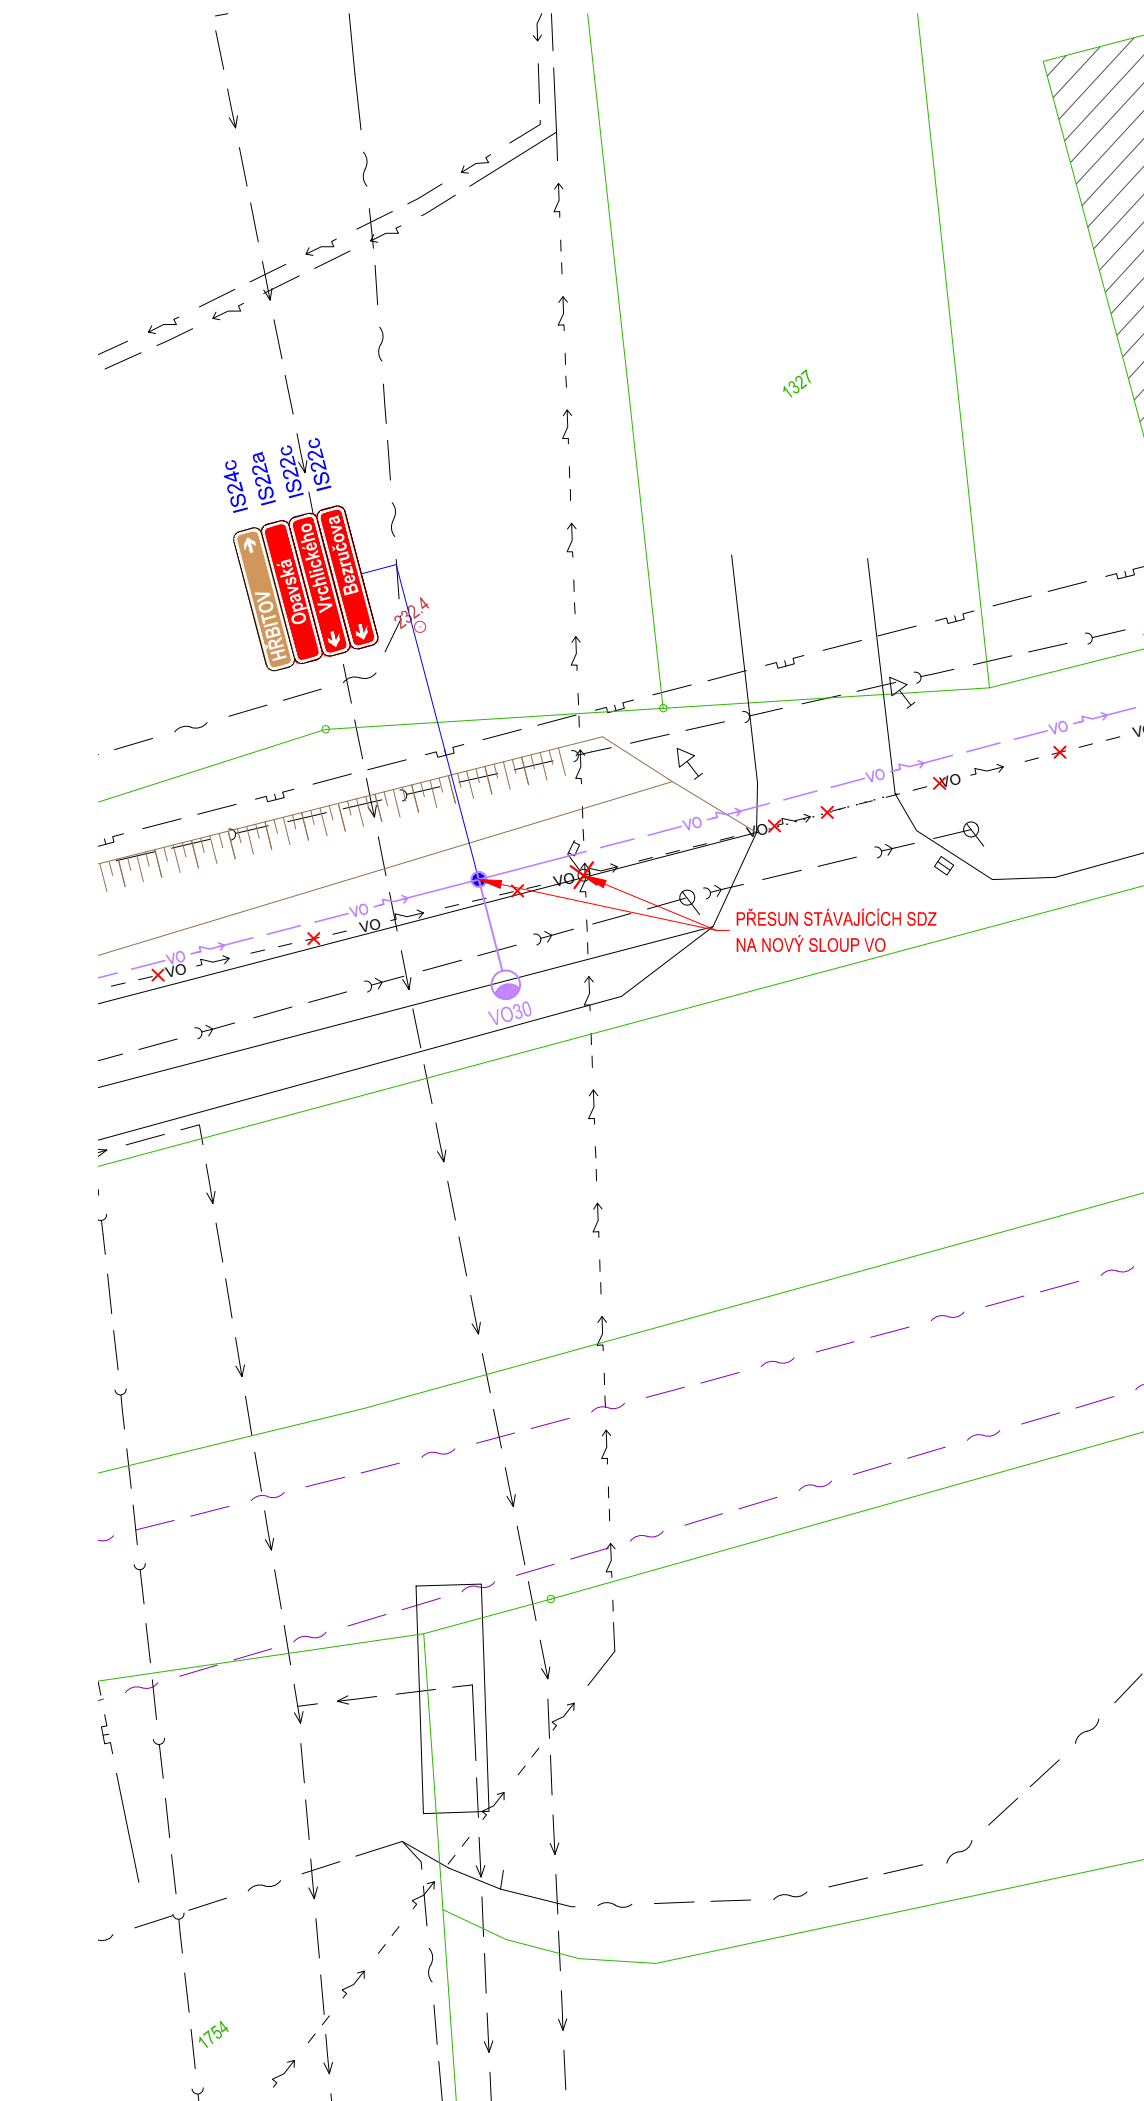 1327
IS24c
IS22a
IS22c
IS22c
HŘBITOV
Opavská
Vrchlického
Bezručova
232.4
VO
VO
VO
VO
VO
VO
VO
VO
VO
VO
VO
PŘESUN STÁVAJÍCÍCH SDZ
NA NOVÝ SLOUP VO
VO30
1754